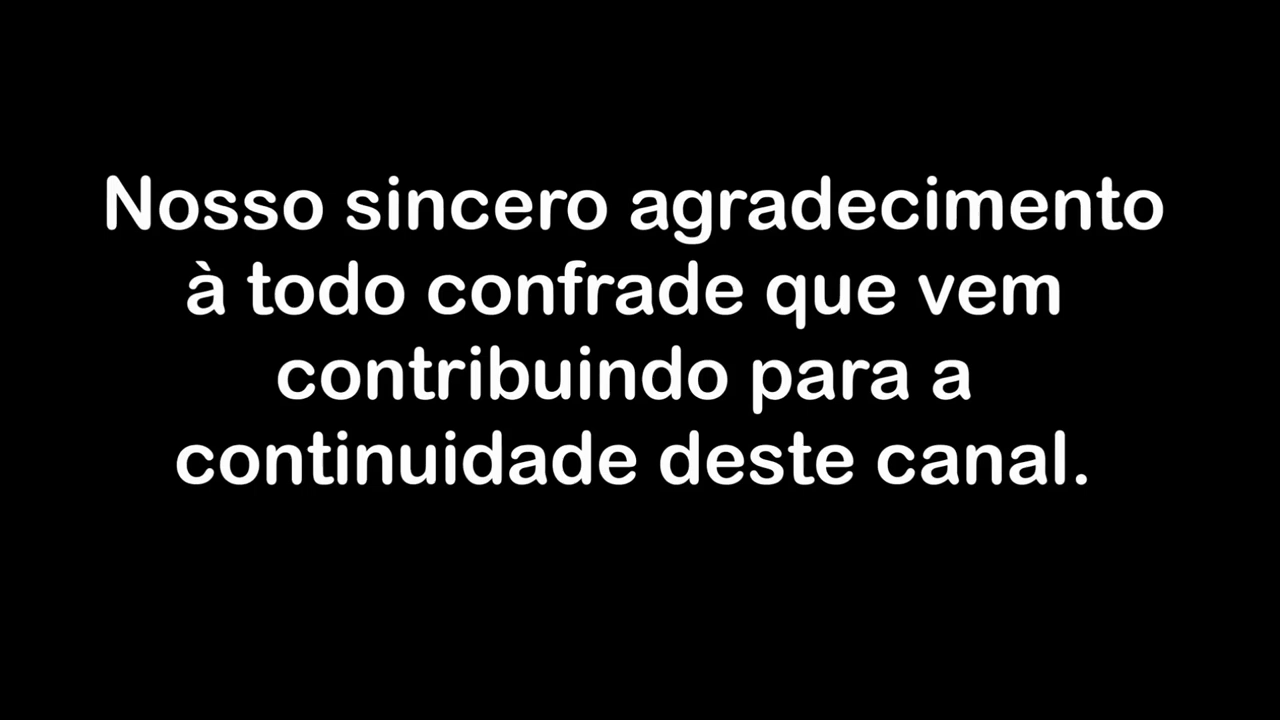 Nosso sincero agradecimento
à todo confrade que vem
contribuindo para a
continuidade deste canal.